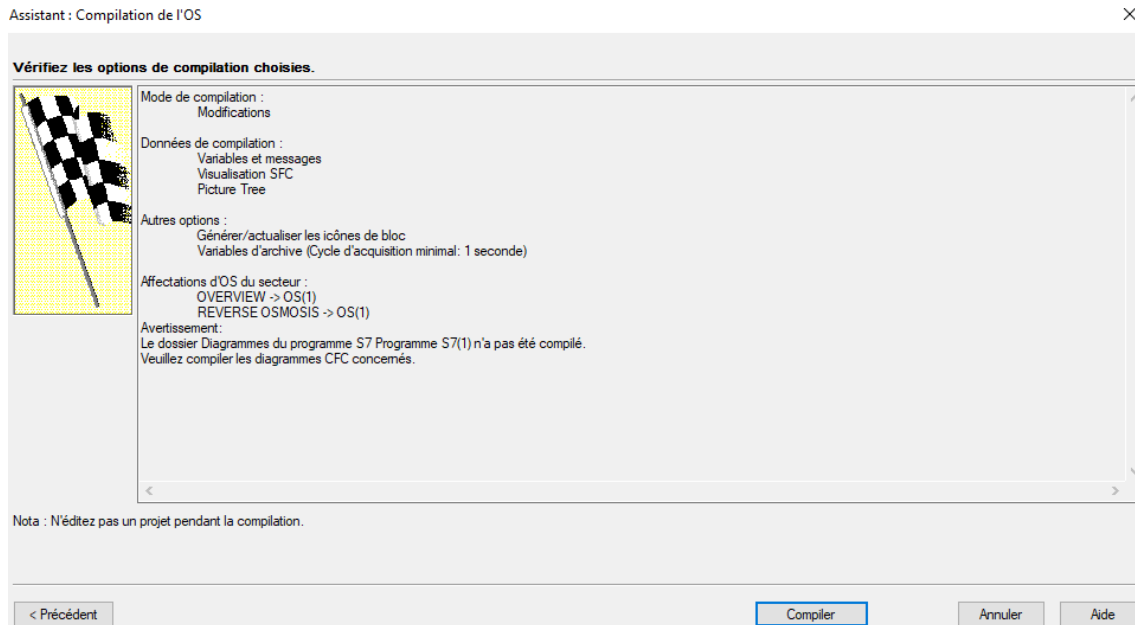 Assistant : Compilation de l'OS
Vérifiez les options de compilation choisies.
Mode de compilation :
Modifications
Données de compilation :
Variables et messages
Visualisation SFC
Picture Tree
Autres options :
Générer/actualiser les icônes de bloc
Variables d'archive (Cycle d'acquisition minimal: 1 seconde)
Affectations d'OS du secteur :
OVERVIEW -> OS(1)
REVERSE OSMOSIS -> OS(1)
Avertissement:
Le dossier Diagrammes du programme S7 Programme S7(1) n'a pas été compilé.
Veuillez compiler les diagrammes CFC concernés.
Nota : N'éditez pas un projet pendant la compilation.
< Précédent
Compiler
Annuler
Aide